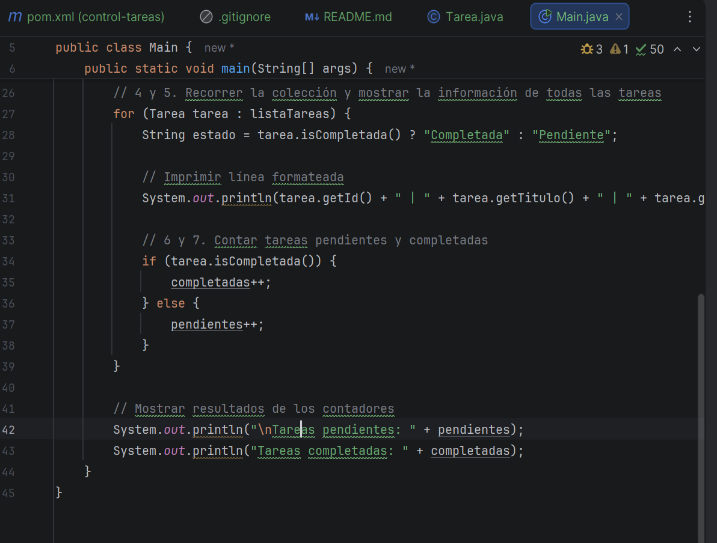 m pom.xml (control-tareas) .gitignore M↓ README.md © Tarea.java © Main.java ×
5 public class Main { new *
3 1 50
6 public static void main(String[] args) { new *
26 // 4 y 5. Recorrer la colección y mostrar la información de todas las tareas
27 for (Tarea tarea : listaTareas) {
28 String estado = tarea.isCompletada() ? "Completada" : "Pendiente";
29
30 // Imprimir línea formateada
31 System.out.println(tarea.getId() + " | " + tarea.getTitulo() + " | " + tarea.g
32
33 // 6 y 7. Contar tareas pendientes y completadas
34 if (tarea.isCompletada()) {
35 completadas++;
36 } else {
37 pendientes++;
38 }
39 }
40
41 // Mostrar resultados de los contadores
42 System.out.println("\nTareas pendientes: " + pendientes);
43 System.out.println("Tareas completadas: " + completadas);
44 }
45 }